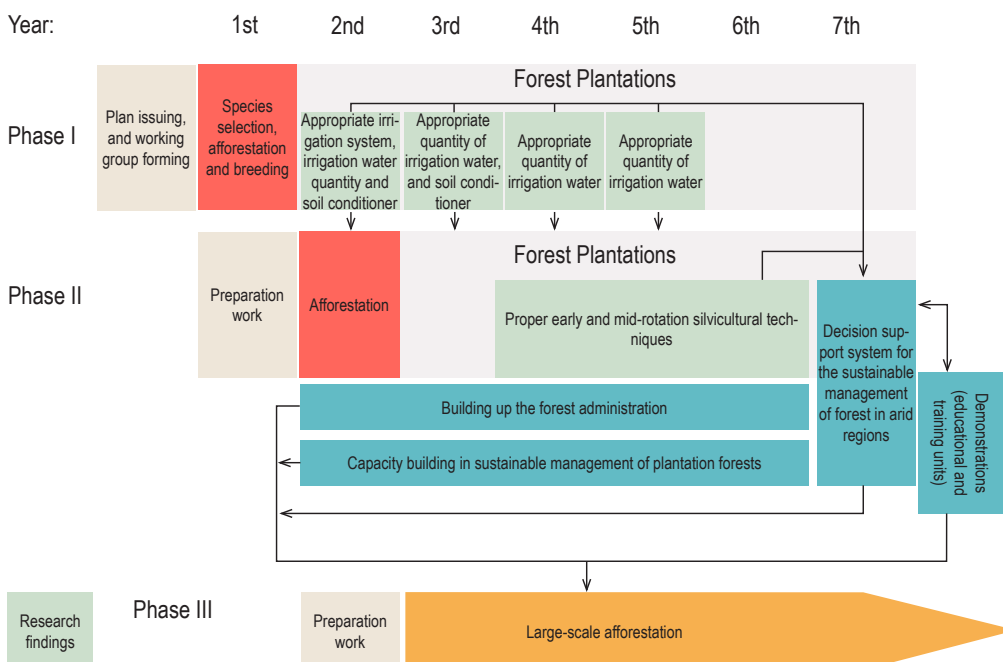 Year:
1st
2nd
3rd
4th
5th
6th
7th
Phase I
Forest Plantations
Plan issuing,
and working
group forming
Species
selection,
afforestation
and breeding
Appropriate irri-
gation system,
irrigation water
quantity and
soil conditioner
Appropriate
quantity of
irrigation water,
and soil condi-
tioner
Appropriate
quantity of
irrigation water
Appropriate
quantity of
irrigation water
Phase II
Forest Plantations
Preparation
work
Afforestation
Proper early and mid-rotation silvicultural tech-
niques
Decision sup-
port system for
the sustainable
management
of forest in arid
regions
Demonstrations
(educational and
training units)
Building up the forest administration
Capacity building in sustainable management of plantation forests
Research
findings
Phase III
Preparation
work
Large-scale afforestation